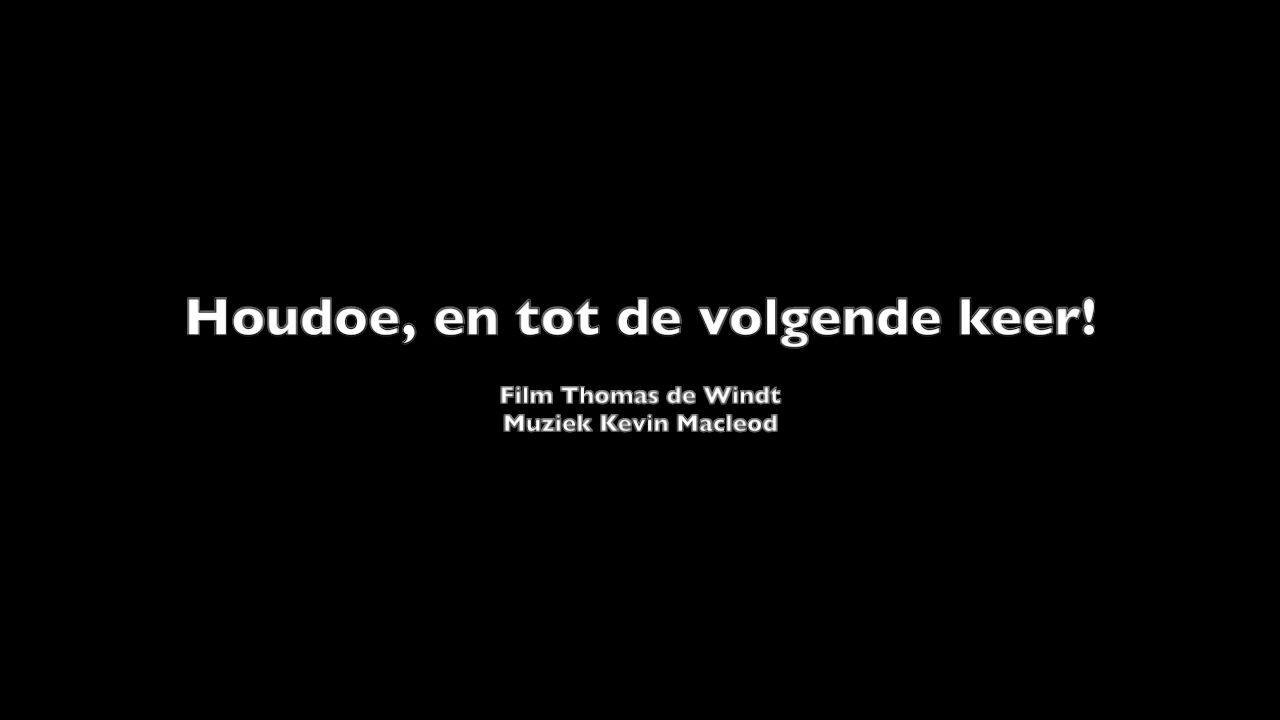 Houdoe, en tot de volgende keer!
Film Thomas de Windt
Muziek Kevin Macleod